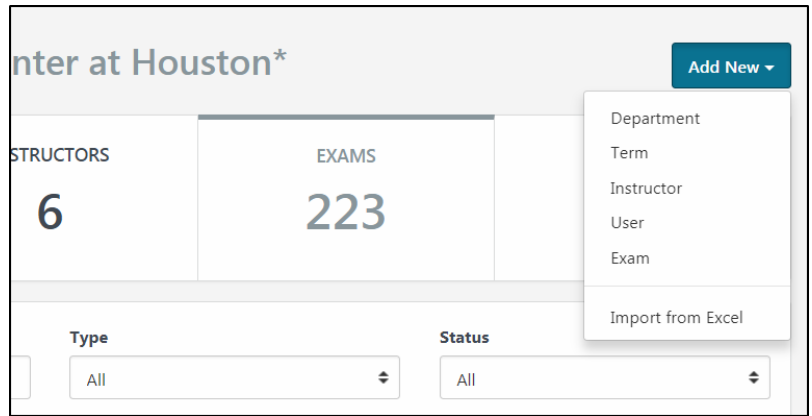 nter at Houston*
Add New
STRUCTORS
6
EXAMS
223
Department
Term
Instructor
User
Exam
Import from Excel
Type
All
Status
All